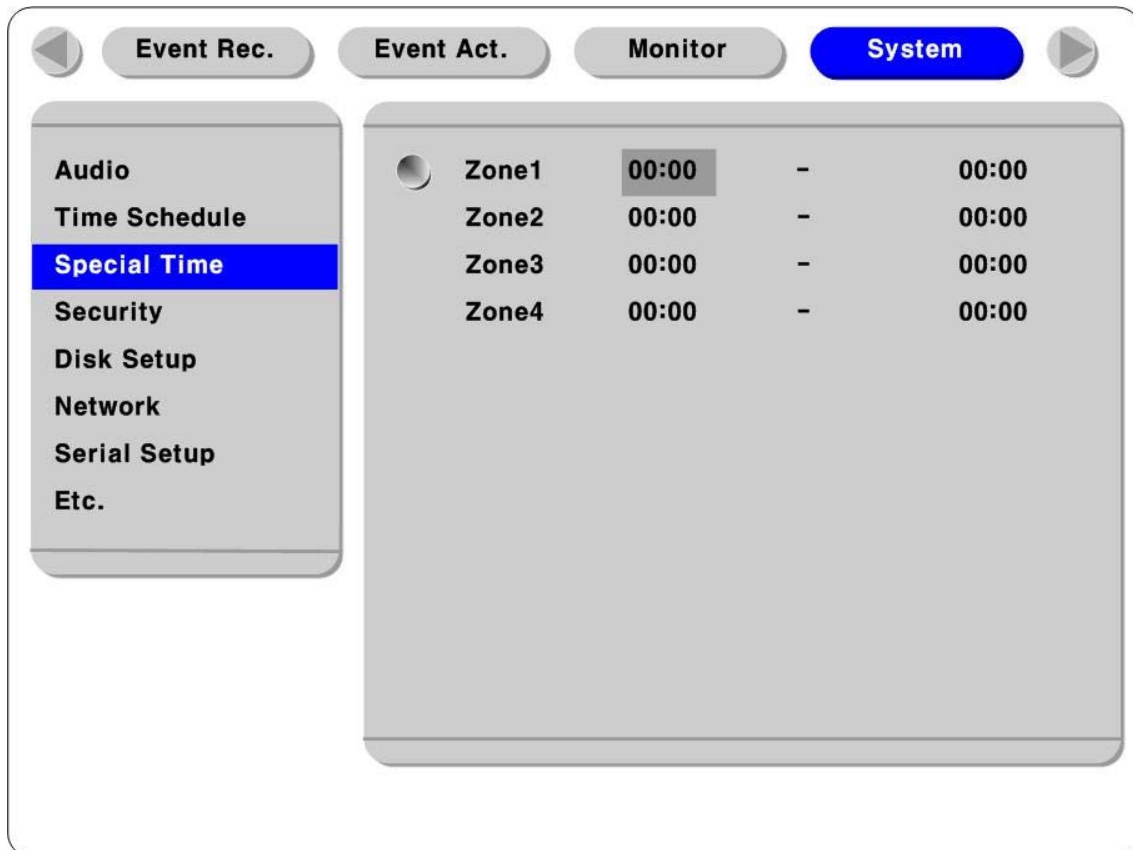 Event Rec. Event Act. Monitor System
Audio
Time Schedule
Special Time
Security
Disk Setup
Network
Serial Setup
Etc.
Zone1 00:00 - 00:00
Zone2 00:00 - 00:00
Zone3 00:00 - 00:00
Zone4 00:00 - 00:00